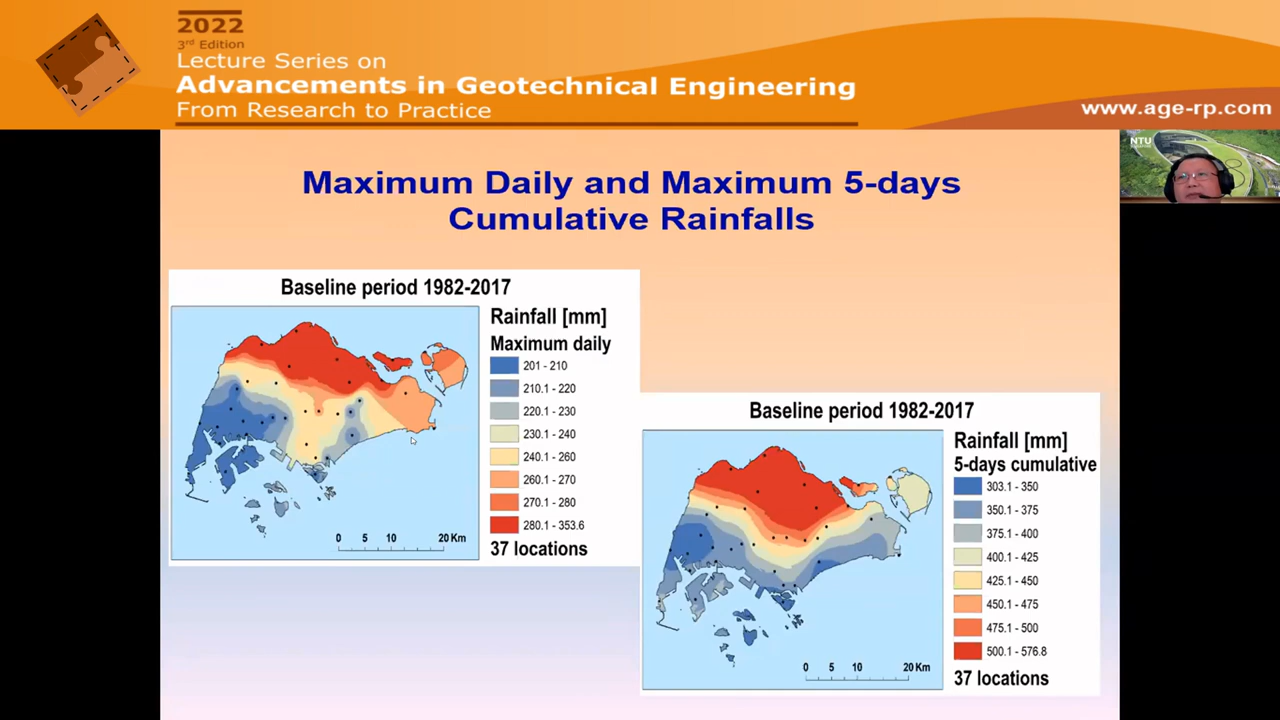 2022
3rd Edition
Lecture Series on
Advancements in Geotechnical Engineering
From Research to Practice
www.age-rp.com
NTU
Maximum Daily and Maximum 5-days
Cumulative Rainfalls
Baseline period 1982-2017
Rainfall [mm]
Maximum daily
201 - 210
210.1 - 220
220.1 - 230
230.1 - 240
240.1 - 260
260.1 - 270
270.1 - 280
280.1 - 353.6
0 5 10 20 Km
37 locations
Baseline period 1982-2017
Rainfall [mm]
5-days cumulative
303.1 - 350
350.1 - 375
375.1 - 400
400.1 - 425
425.1 - 450
450.1 - 475
475.1 - 500
500.1 - 576.8
0 5 10 20 Km
37 locations